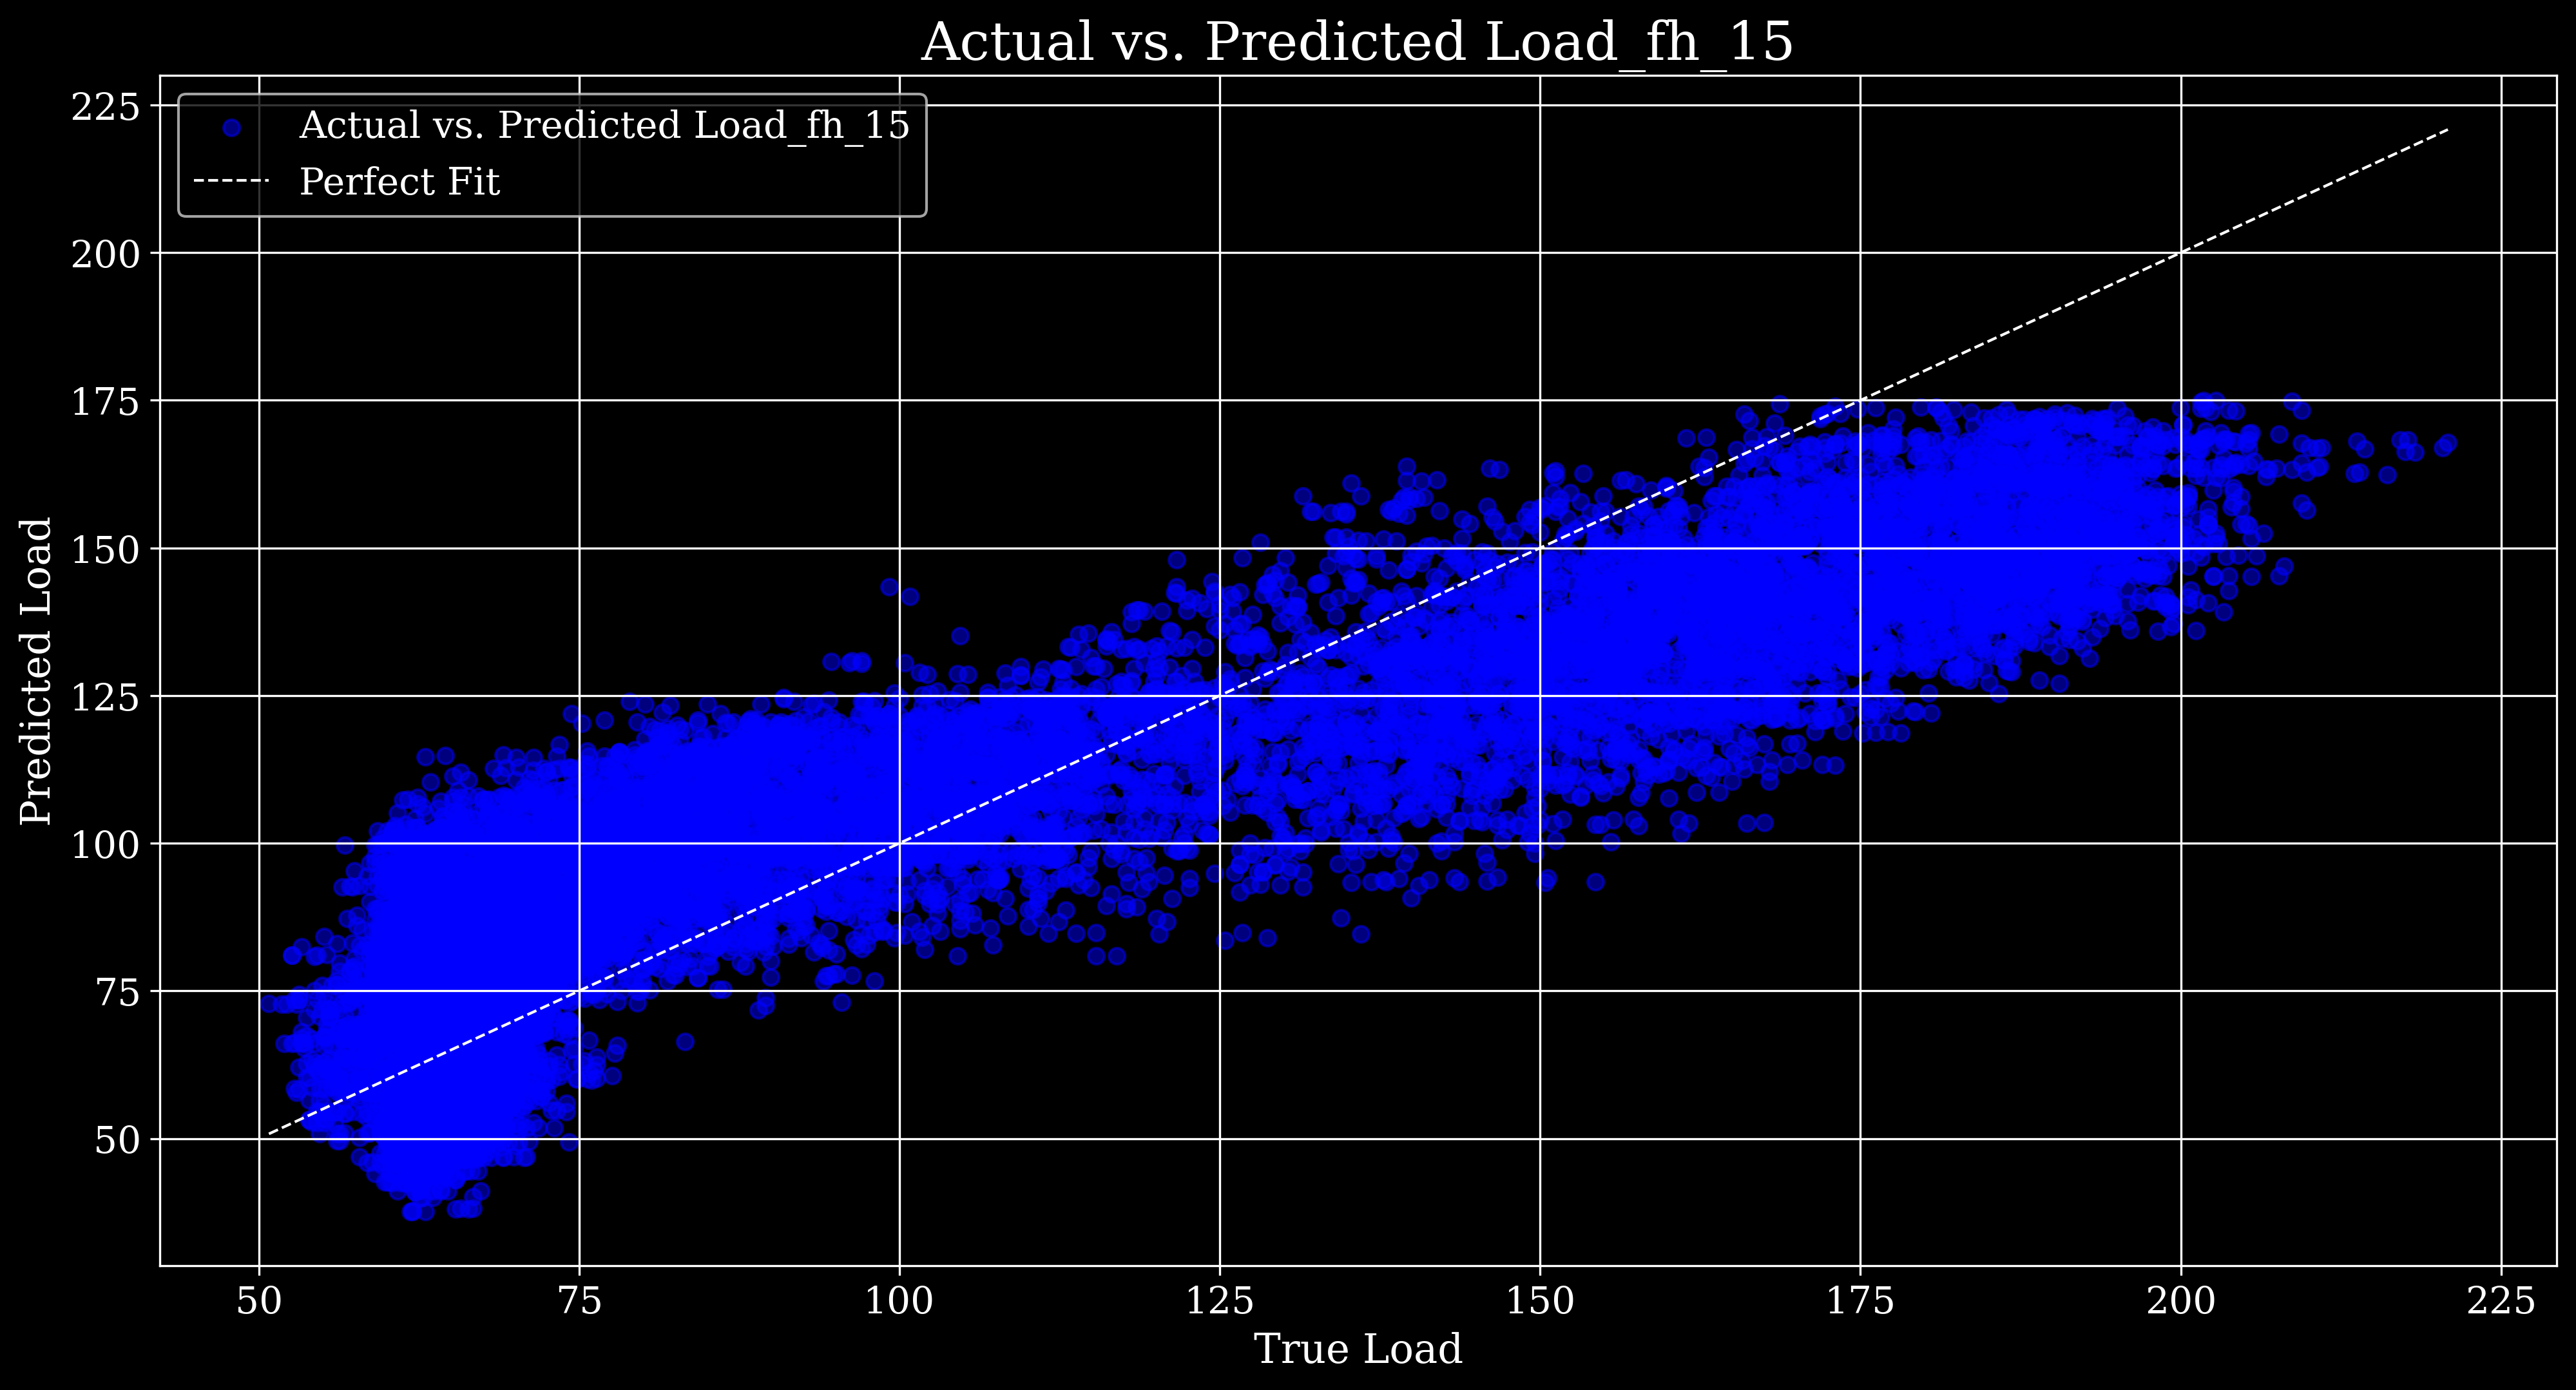 Actual vs. Predicted Load_fh_15
Actual vs. Predicted Load_fh_15
Perfect Fit
225
200
175
150
125
100
75
50
Predicted Load
50 75 100 125 150 175 200 225
True Load